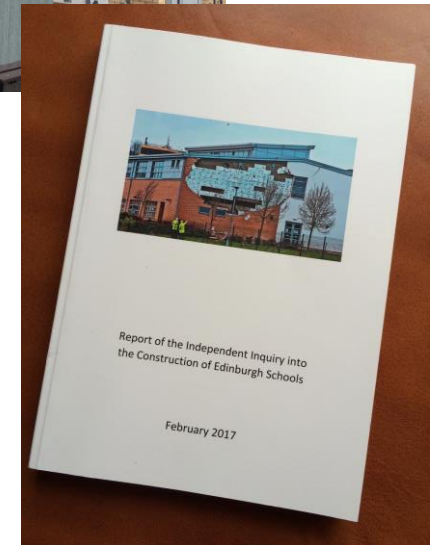 Report of the Independent Inquiry into
the Construction of Edinburgh Schools
February 2017